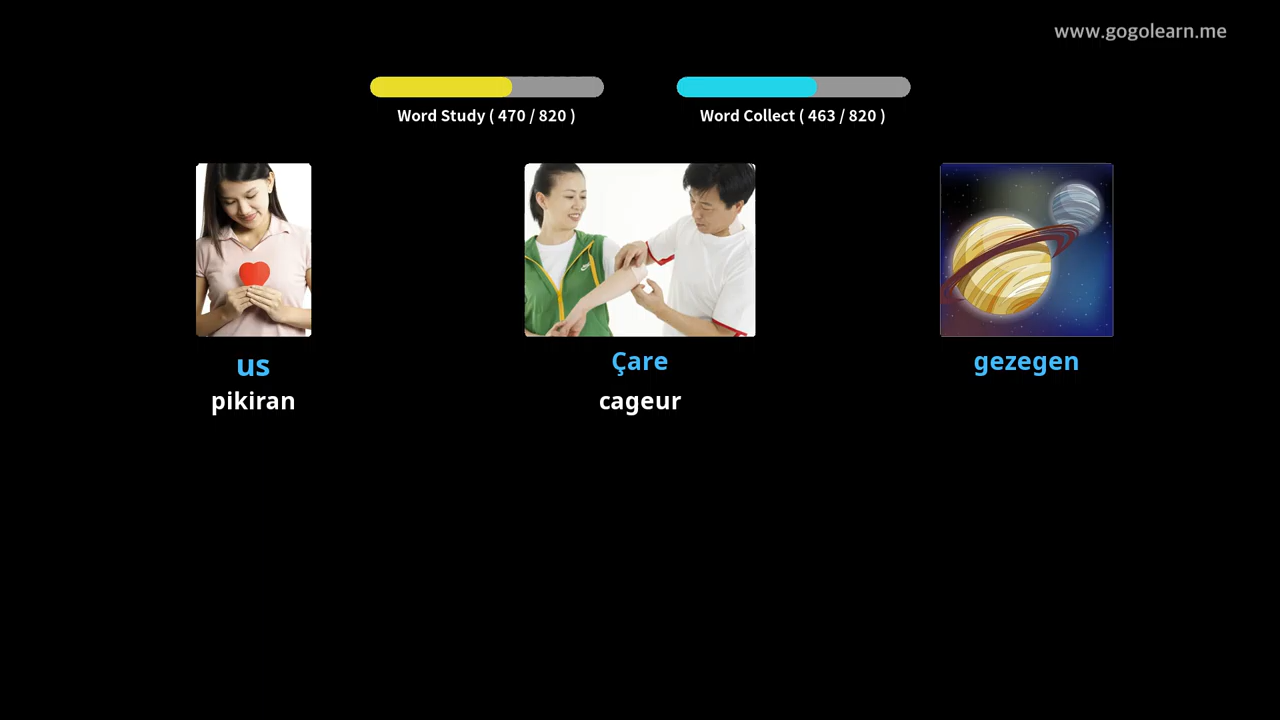 www.gogolearn.me
Word Study ( 470 / 820 )
Word Collect ( 463 / 820 )
us
Çare
gezegen
pikiran
cageur